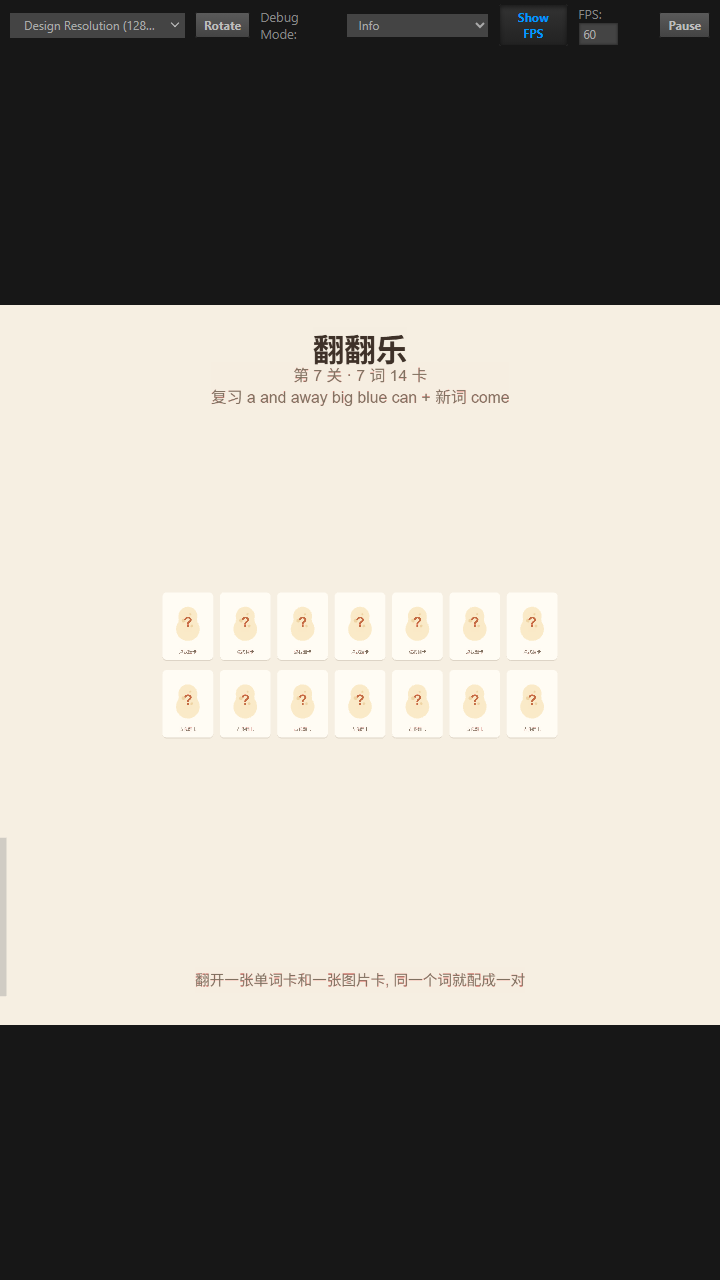 Design Resolution (128...
Rotate
Debug Mode:
Info
Show FPS
FPS:
60
Pause
翻翻乐
第 7 关 · 7 词 14 卡
复习 a and away big blue can + 新词 come
? ? ? ? ? ? ?
? ? ? ? ? ? ?
翻开一张单词卡和一张图片卡, 同一个词就配成一对